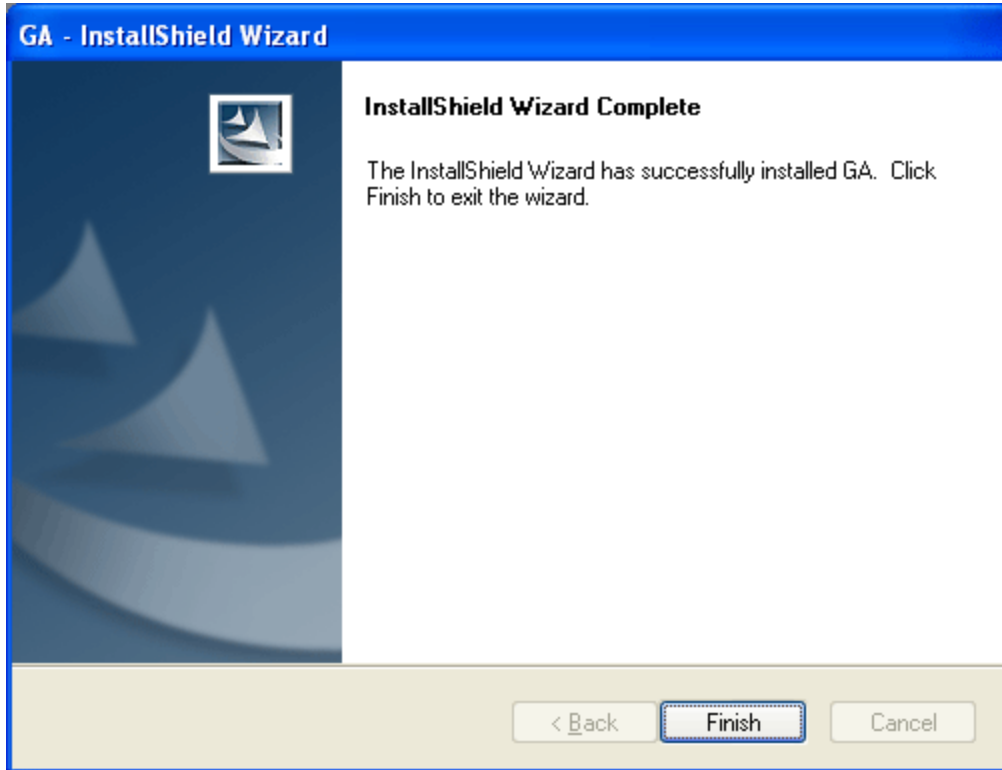 GA - InstallShield Wizard
InstallShield Wizard Complete
The InstallShield Wizard has successfully installed GA.  Click
Finish to exit the wizard.
< Back
Finish
Cancel